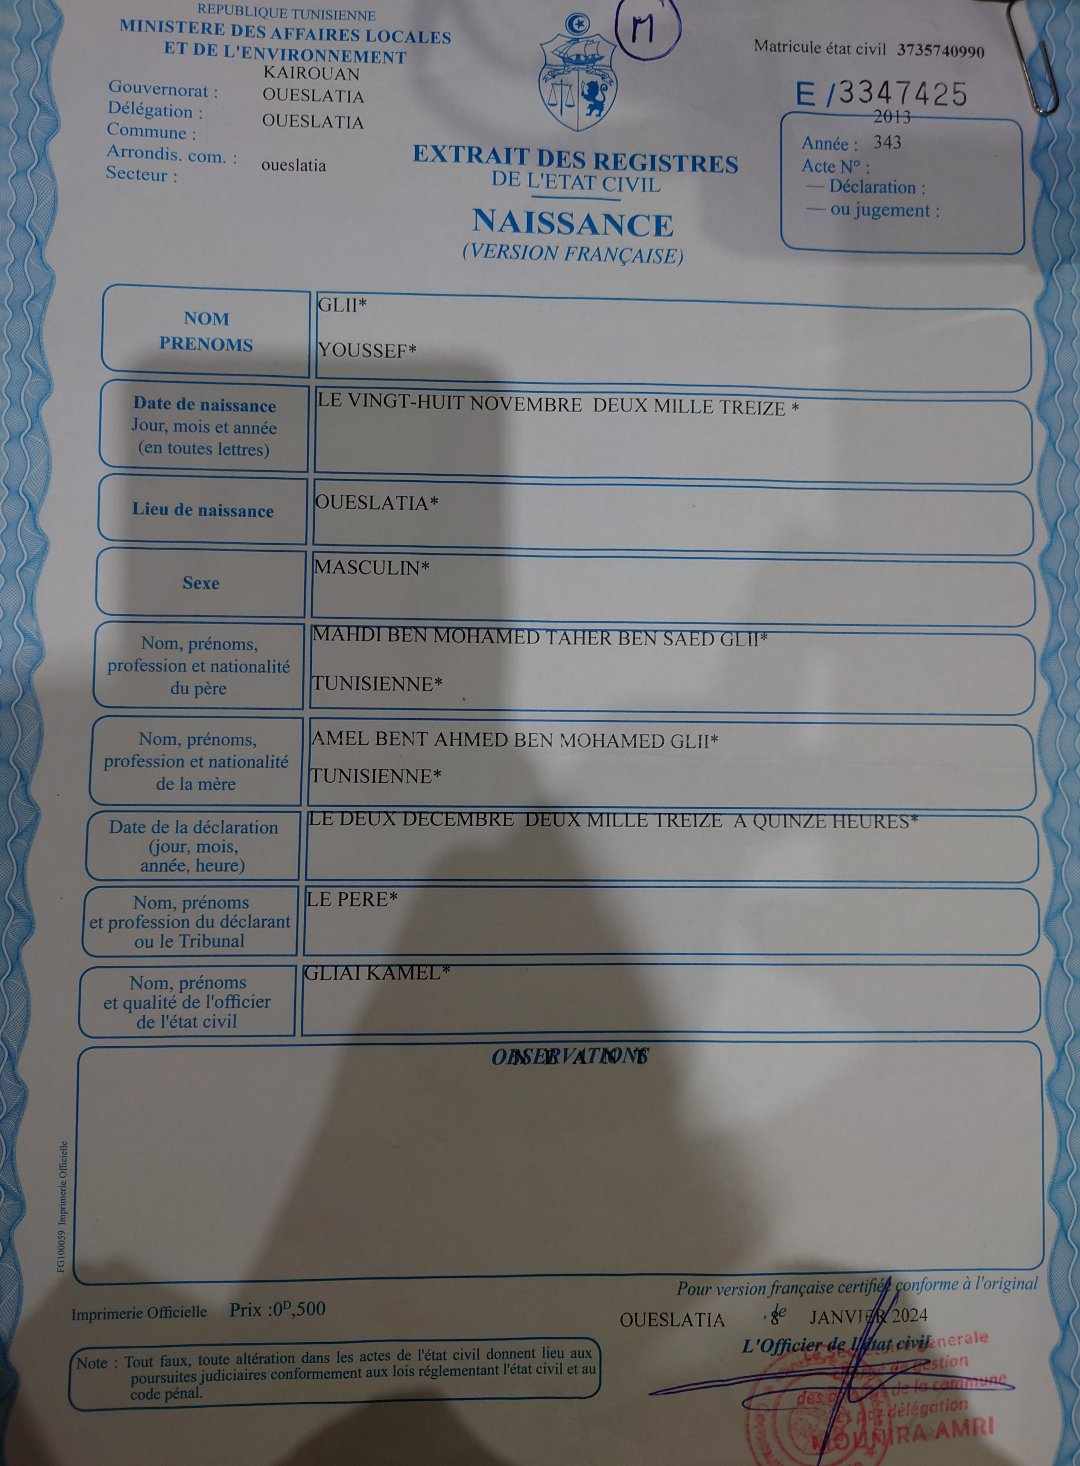 REPUBLIQUE TUNISIENNE
MINISTERE DES AFFAIRES LOCALES
ET DE L'ENVIRONNEMENT
M
Matricule état civil 3735740990
Gouvernorat : KAIROUAN
Délégation : OUESLATIA
Commune : OUESLATIA
Arrondis. com. :
Secteur : oueslatia
E/3347425
2013
Année : 343
Acte N° :
— Déclaration :
— ou jugement :
EXTRAIT DES REGISTRES
DE L'ETAT CIVIL
NAISSANCE
(VERSION FRANÇAISE)
NOM
PRENOMS
GLII*
YOUSSEF*
Date de naissance
Jour, mois et année
(en toutes lettres)
LE VINGT-HUIT NOVEMBRE DEUX MILLE TREIZE *
Lieu de naissance
OUESLATIA*
Sexe
MASCULIN*
Nom, prénoms,
profession et nationalité
du père
MAHDI BEN MOHAMED TAHER BEN SAED GLII*
TUNISIENNE*
Nom, prénoms,
profession et nationalité
de la mère
AMEL BENT AHMED BEN MOHAMED GLII*
TUNISIENNE*
Date de la déclaration
(jour, mois,
année, heure)
LE DEUX DECEMBRE DEUX MILLE TREIZE A QUINZE HEURES*
Nom, prénoms
et profession du déclarant
ou le Tribunal
LE PERE*
Nom, prénoms
et qualité de l'officier
de l'état civil
GLIAI KAMEL*
OBSERVATIONS
FG100059 Imprimerie Officielle
Pour version française certifiée conforme à l'original
Imprimerie Officielle Prix :0D,500
OUESLATIA le JANVIER 2024
L'Officier de l'état civil
Note : Tout faux, toute altération dans les actes de l'état civil donnent lieu aux
poursuites judiciaires conformement aux lois réglementant l'état civil et au
code pénal.
gestion
de la commune
délégation
MOUNIRA AMRI